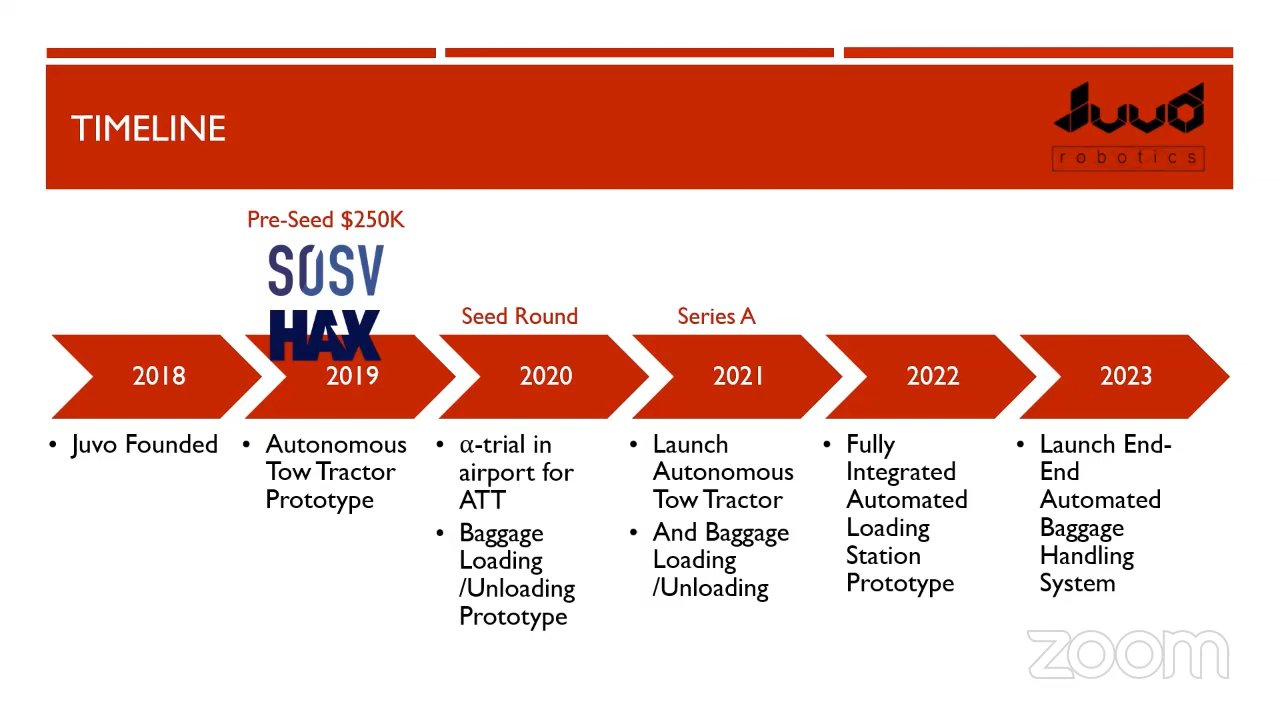 TIMELINE
Juvo
robotics
Pre-Seed $250K
SOSV
HAX
Seed Round
Series A
2018
2019
2020
2021
2022
2023
• Juvo Founded
• Autonomous
Tow Tractor
Prototype
• α-trial in
airport for
ATT
• Baggage
Loading
/Unloading
Prototype
• Launch
Autonomous
Tow Tractor
• And Baggage
Loading
/Unloading
• Fully
Integrated
Automated
Loading
Station
Prototype
• Launch End-
End
Automated
Baggage
Handling
System
zoom